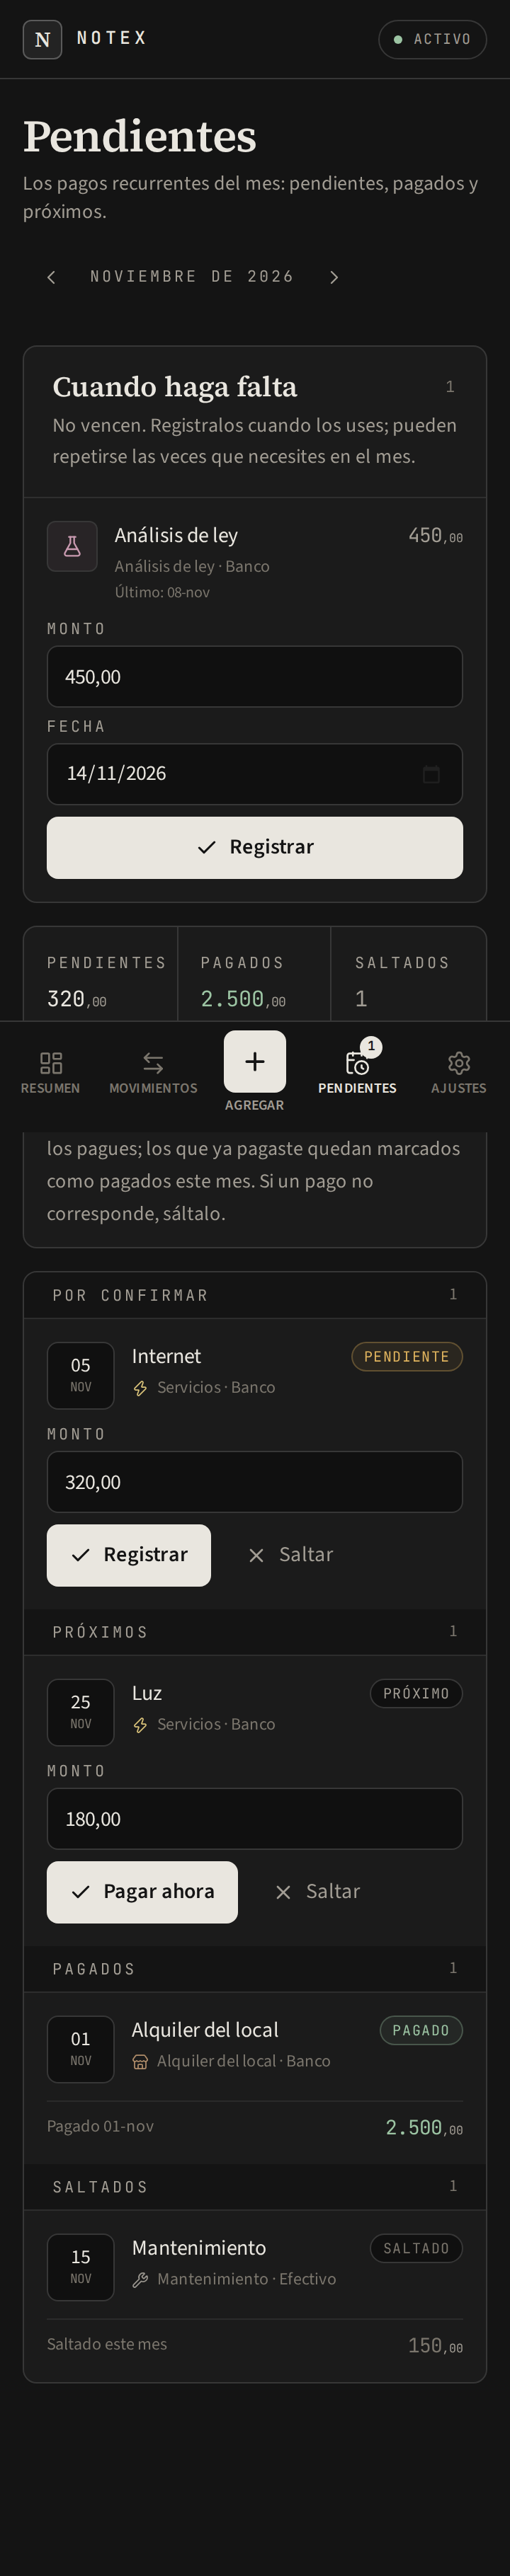 N NOTEX
ACTIVO
Pendientes
Los pagos recurrentes del mes: pendientes, pagados y
próximos.
NOVIEMBRE DE 2026
Cuando haga falta 1
No vencen. Registralos cuando los uses; pueden
repetirse las veces que necesites en el mes.
Análisis de ley 450,00
Análisis de ley · Banco
Último: 08-nov
MONTO
450,00
FECHA
14/11/2026
Registrar
PENDIENTES PAGADOS SALTADOS
320,00 2.500,00 1
1
RESUMEN MOVIMIENTOS AGREGAR PENDIENTES AJUSTES
los pagues; los que ya pagaste quedan marcados
como pagados este mes. Si un pago no
corresponde, sáltalo.
POR CONFIRMAR 1
05 NOV
Internet PENDIENTE
Servicios · Banco
MONTO
320,00
Registrar Saltar
PRÓXIMOS 1
25 NOV
Luz PRÓXIMO
Servicios · Banco
MONTO
180,00
Pagar ahora Saltar
PAGADOS 1
01 NOV
Alquiler del local PAGADO
Alquiler del local · Banco
Pagado 01-nov 2.500,00
SALTADOS 1
15 NOV
Mantenimiento SALTADO
Mantenimiento · Efectivo
Saltado este mes 150,00